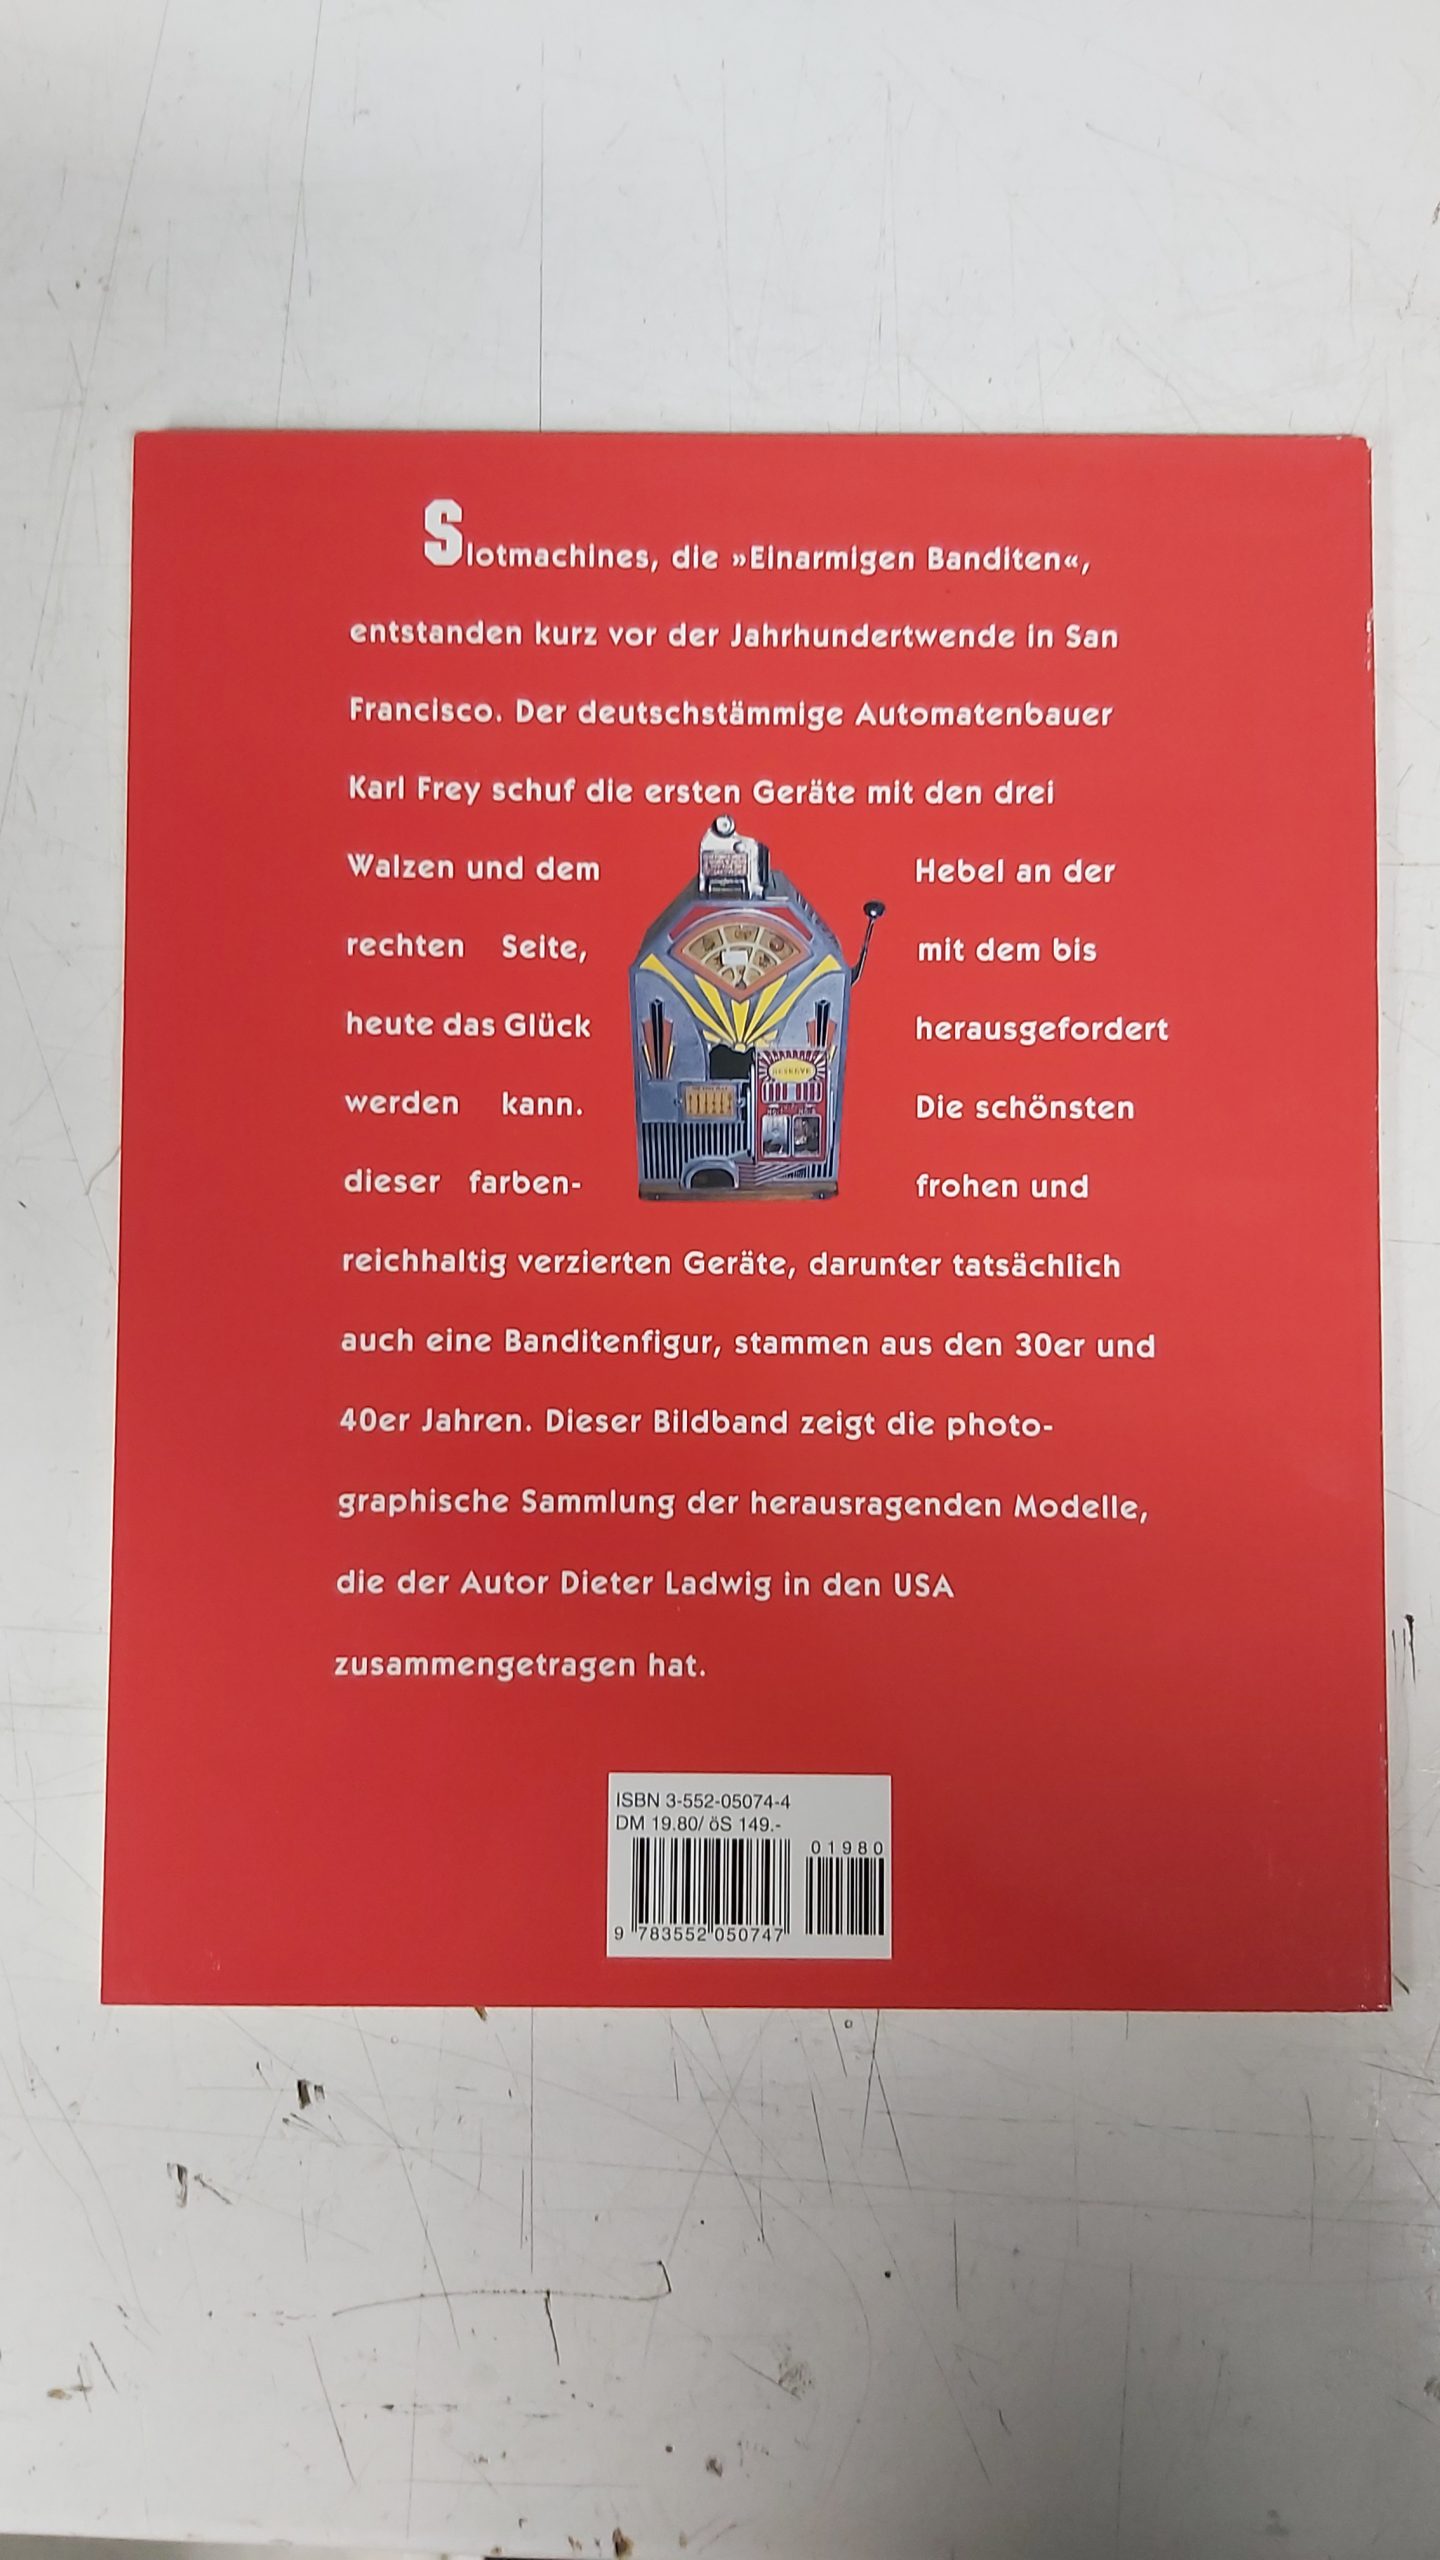 Slotmachines, die »Einarmigen Banditen«,
entstanden kurz vor der Jahrhundertwende in San
Francisco. Der deutschstämmige Automatenbauer
Karl Frey schuf die ersten Geräte mit den drei
Walzen und dem Hebel an der
rechten Seite, mit dem bis
heute das Glück herausgefordert
werden kann. Die schönsten
dieser farben- frohen und
reichhaltig verzierten Geräte, darunter tatsächlich
auch eine Banditenfigur, stammen aus den 30er und
40er Jahren. Dieser Bildband zeigt die photo-
graphische Sammlung der herausragenden Modelle,
die der Autor Dieter Ladwig in den USA
zusammengetragen hat.
RESERVE
ISBN 3-552-05074-4
DM 19.80/ öS 149.-
01980
9 783552 050747